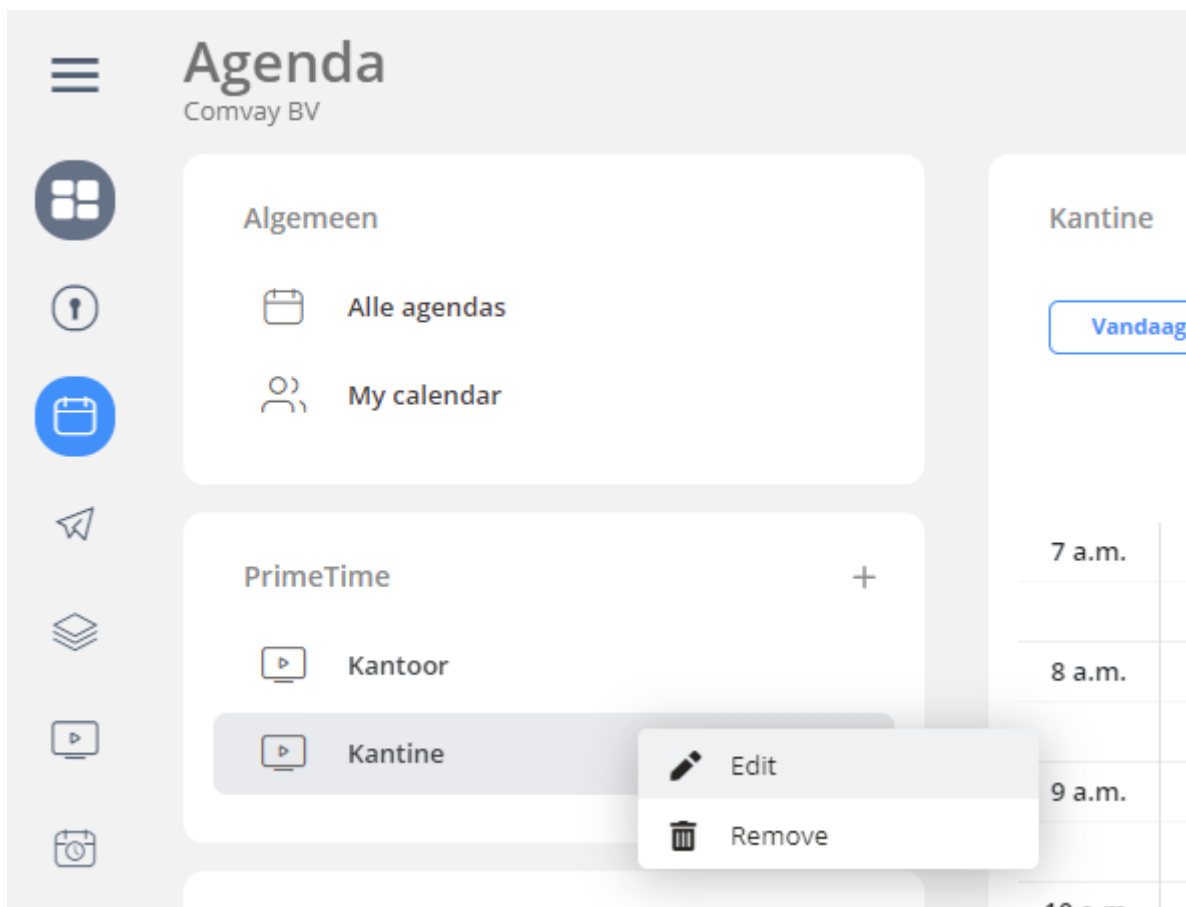 Agenda
Comvay BV
Algemeen
Alle agendas
My calendar
PrimeTime
Kantoor
Kantine
Edit
Remove
Kantine
Vandaag
7 a.m.
8 a.m.
9 a.m.